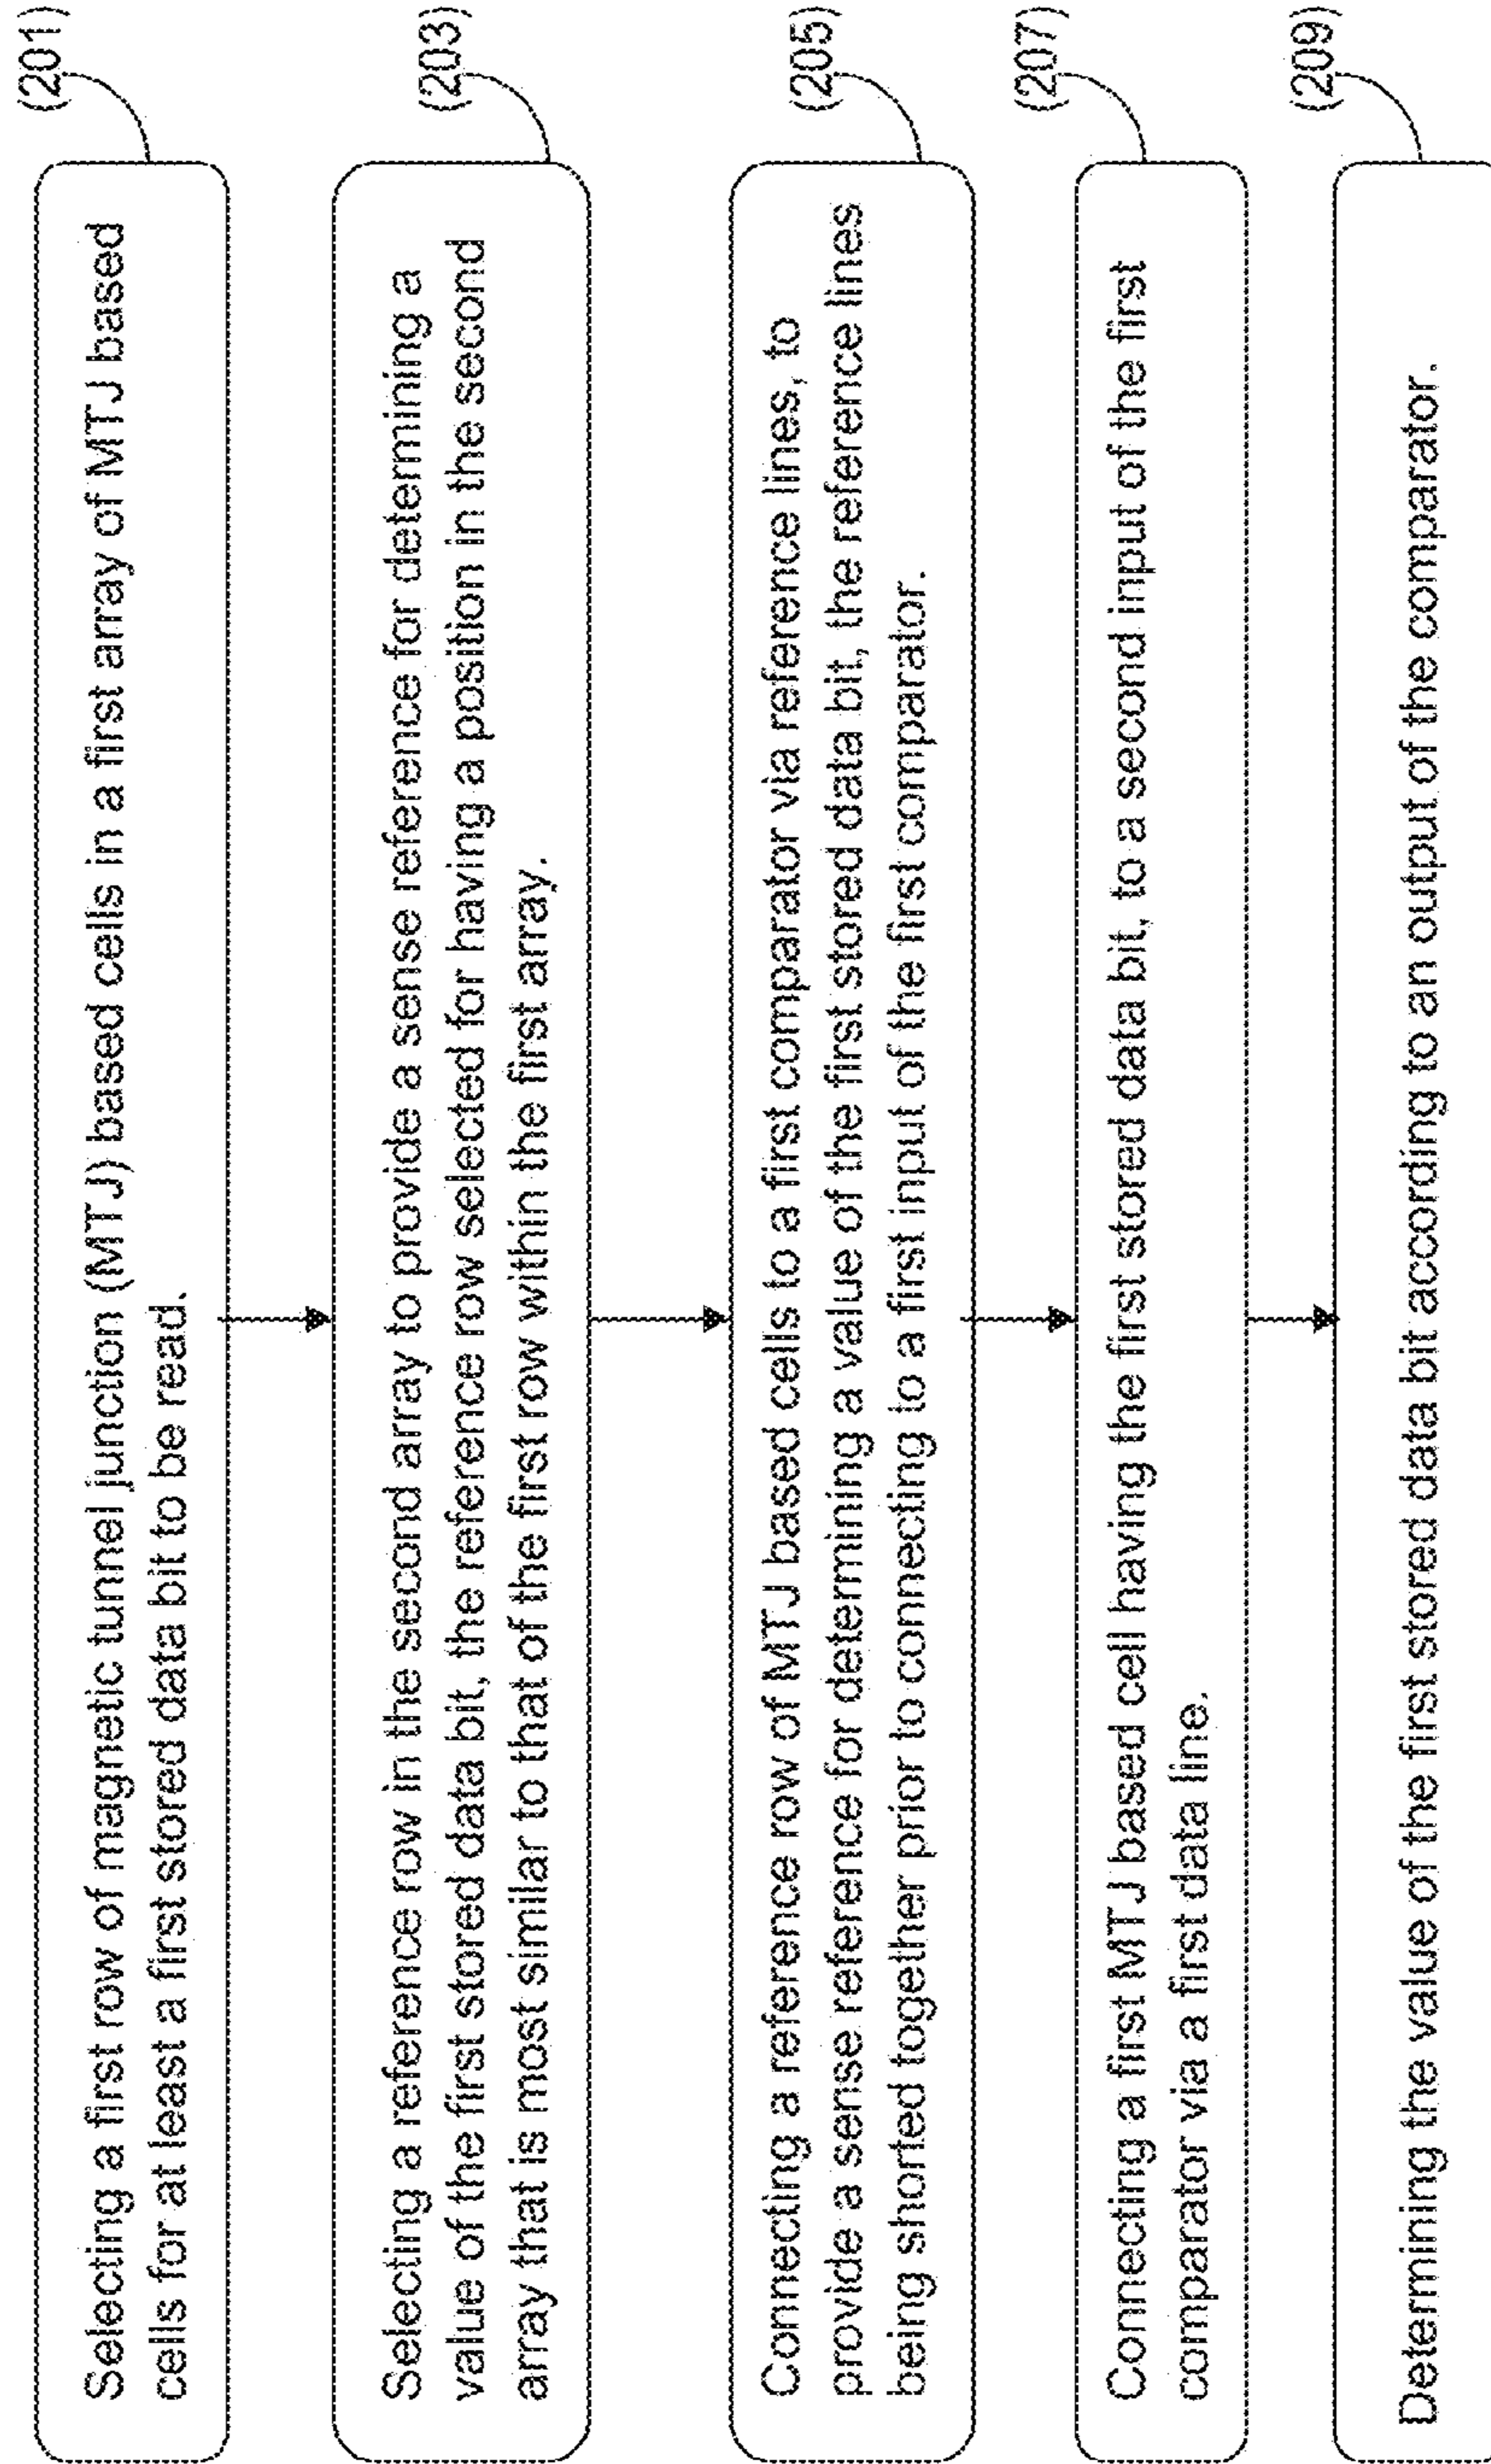 (201)
Selecting a first row of magnetic tunnel junction (MTJ) based cells in a first array of MTJ based
cells for at least a first stored data bit to be read.
(203)
Selecting a reference row in the second array to provide a sense reference for determining a
value of the first stored data bit, the reference row selected for having a position in the second
array that is most similar to that of the first row within the first array.
(205)
Connecting a reference row of MTJ based cells to a first comparator via reference lines, to
provide a sense reference for determining a value of the first stored data bit, the reference lines
being shorted together prior to connecting to a first input of the first comparator.
(207)
Connecting a first MTJ based cell having the first stored data bit, to a second input of the first
comparator via a first data line.
(209)
Determining the value of the first stored data bit according to an output of the comparator.